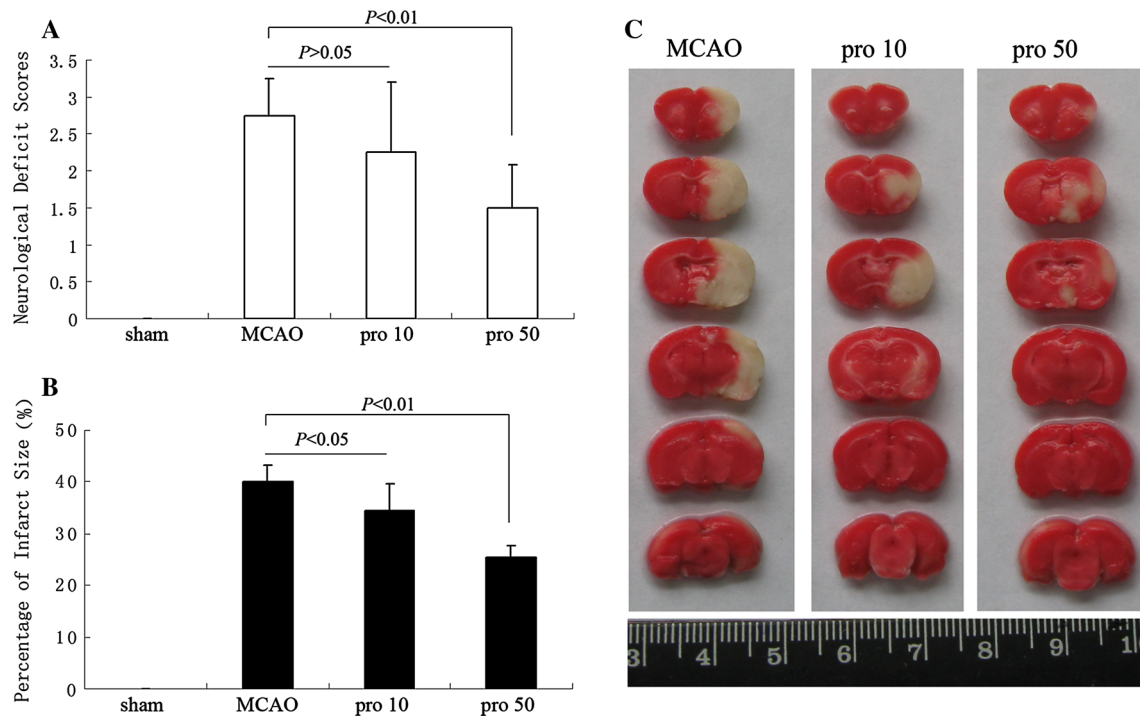 A
P<0.01
P>0.05
Neurological Deficit Scores
3.5
3
2.5
2
1.5
1
0.5
0
sham MCAO pro 10 pro 50
B
P<0.01
P<0.05
Percentage of Infarct Size (%)
50
40
30
20
10
0
sham MCAO pro 10 pro 50
C
MCAO pro 10 pro 50
3 4 5 6 7 8 9 1